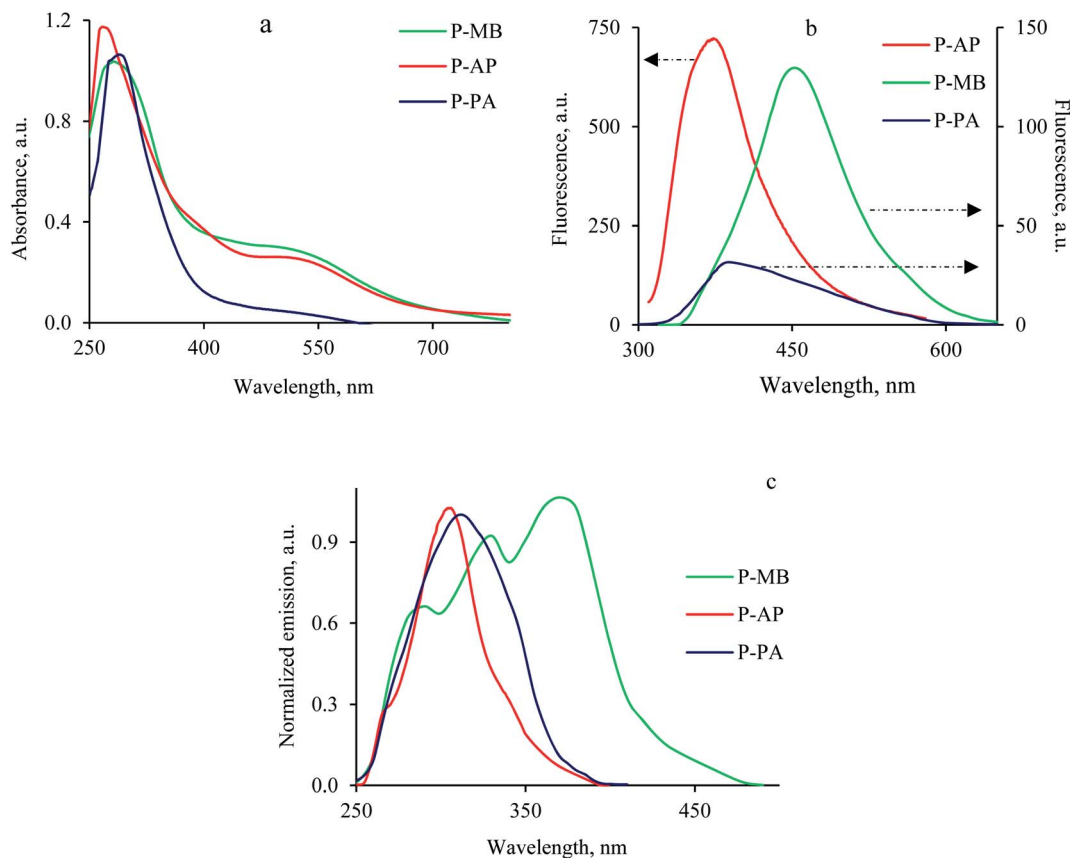 a
1.2
0.8
0.4
0.0
Absorbance, a.u.
250
400
550
700
Wavelength, nm
P-MB
P-AP
P-PA
b
750
500
250
0
Fluorescence, a.u.
300
450
600
Wavelength, nm
150
100
50
0
Fluorescence, a.u.
P-AP
P-MB
P-PA
c
0.9
0.6
0.3
0.0
Normalized emission, a.u.
250
350
450
Wavelength, nm
P-MB
P-AP
P-PA